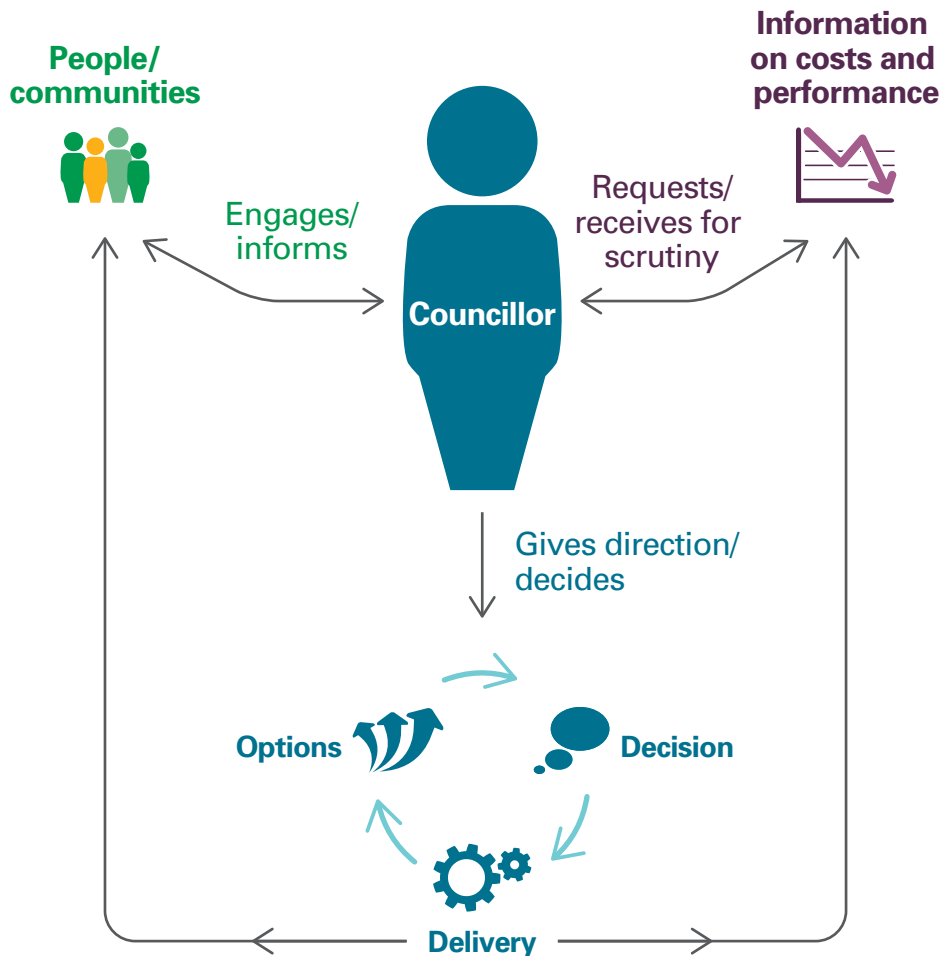 People/
communities
Information
on costs and
performance
Engages/
informs
Requests/
receives for
scrutiny
Councillor
Gives direction/
decides
Options
Decision
Delivery